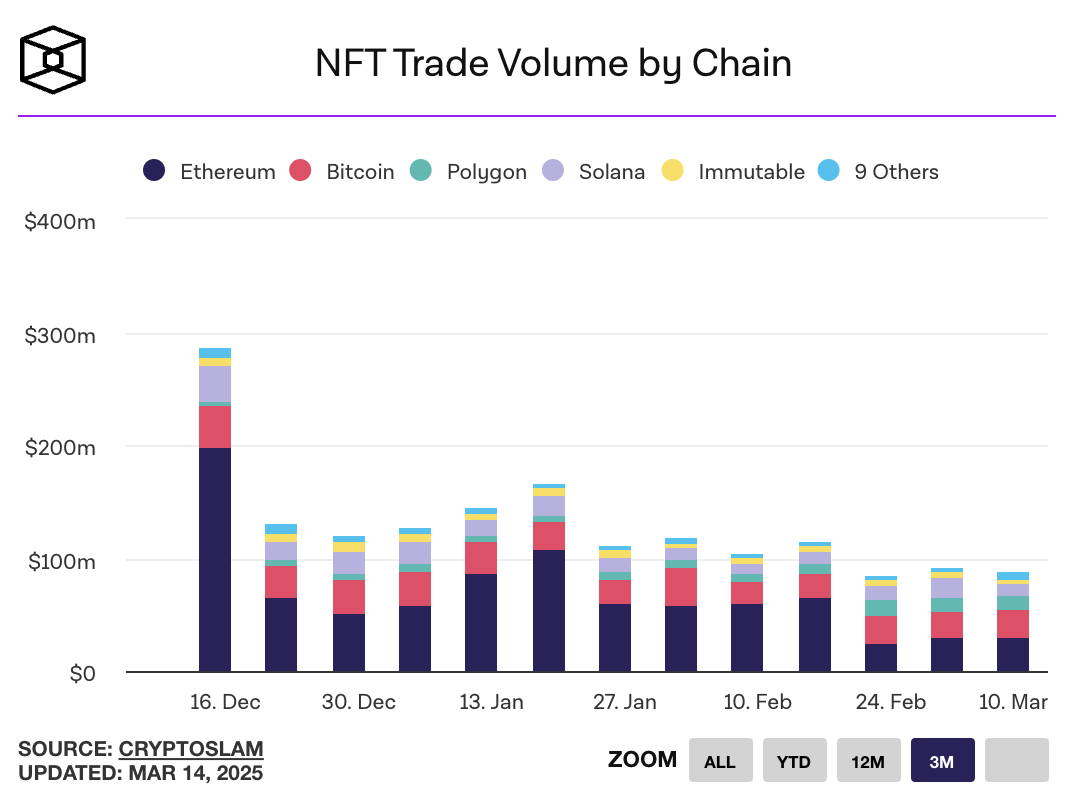 NFT Trade Volume by Chain
Ethereum Bitcoin Polygon Solana Immutable 9 Others
$400m
$300m
$200m
$100m
$0
16. Dec 30. Dec 13. Jan 27. Jan 10. Feb 24. Feb 10. Mar
SOURCE: CRYPTOSLAM
UPDATED: MAR 14, 2025
ZOOM ALL YTD 12M 3M